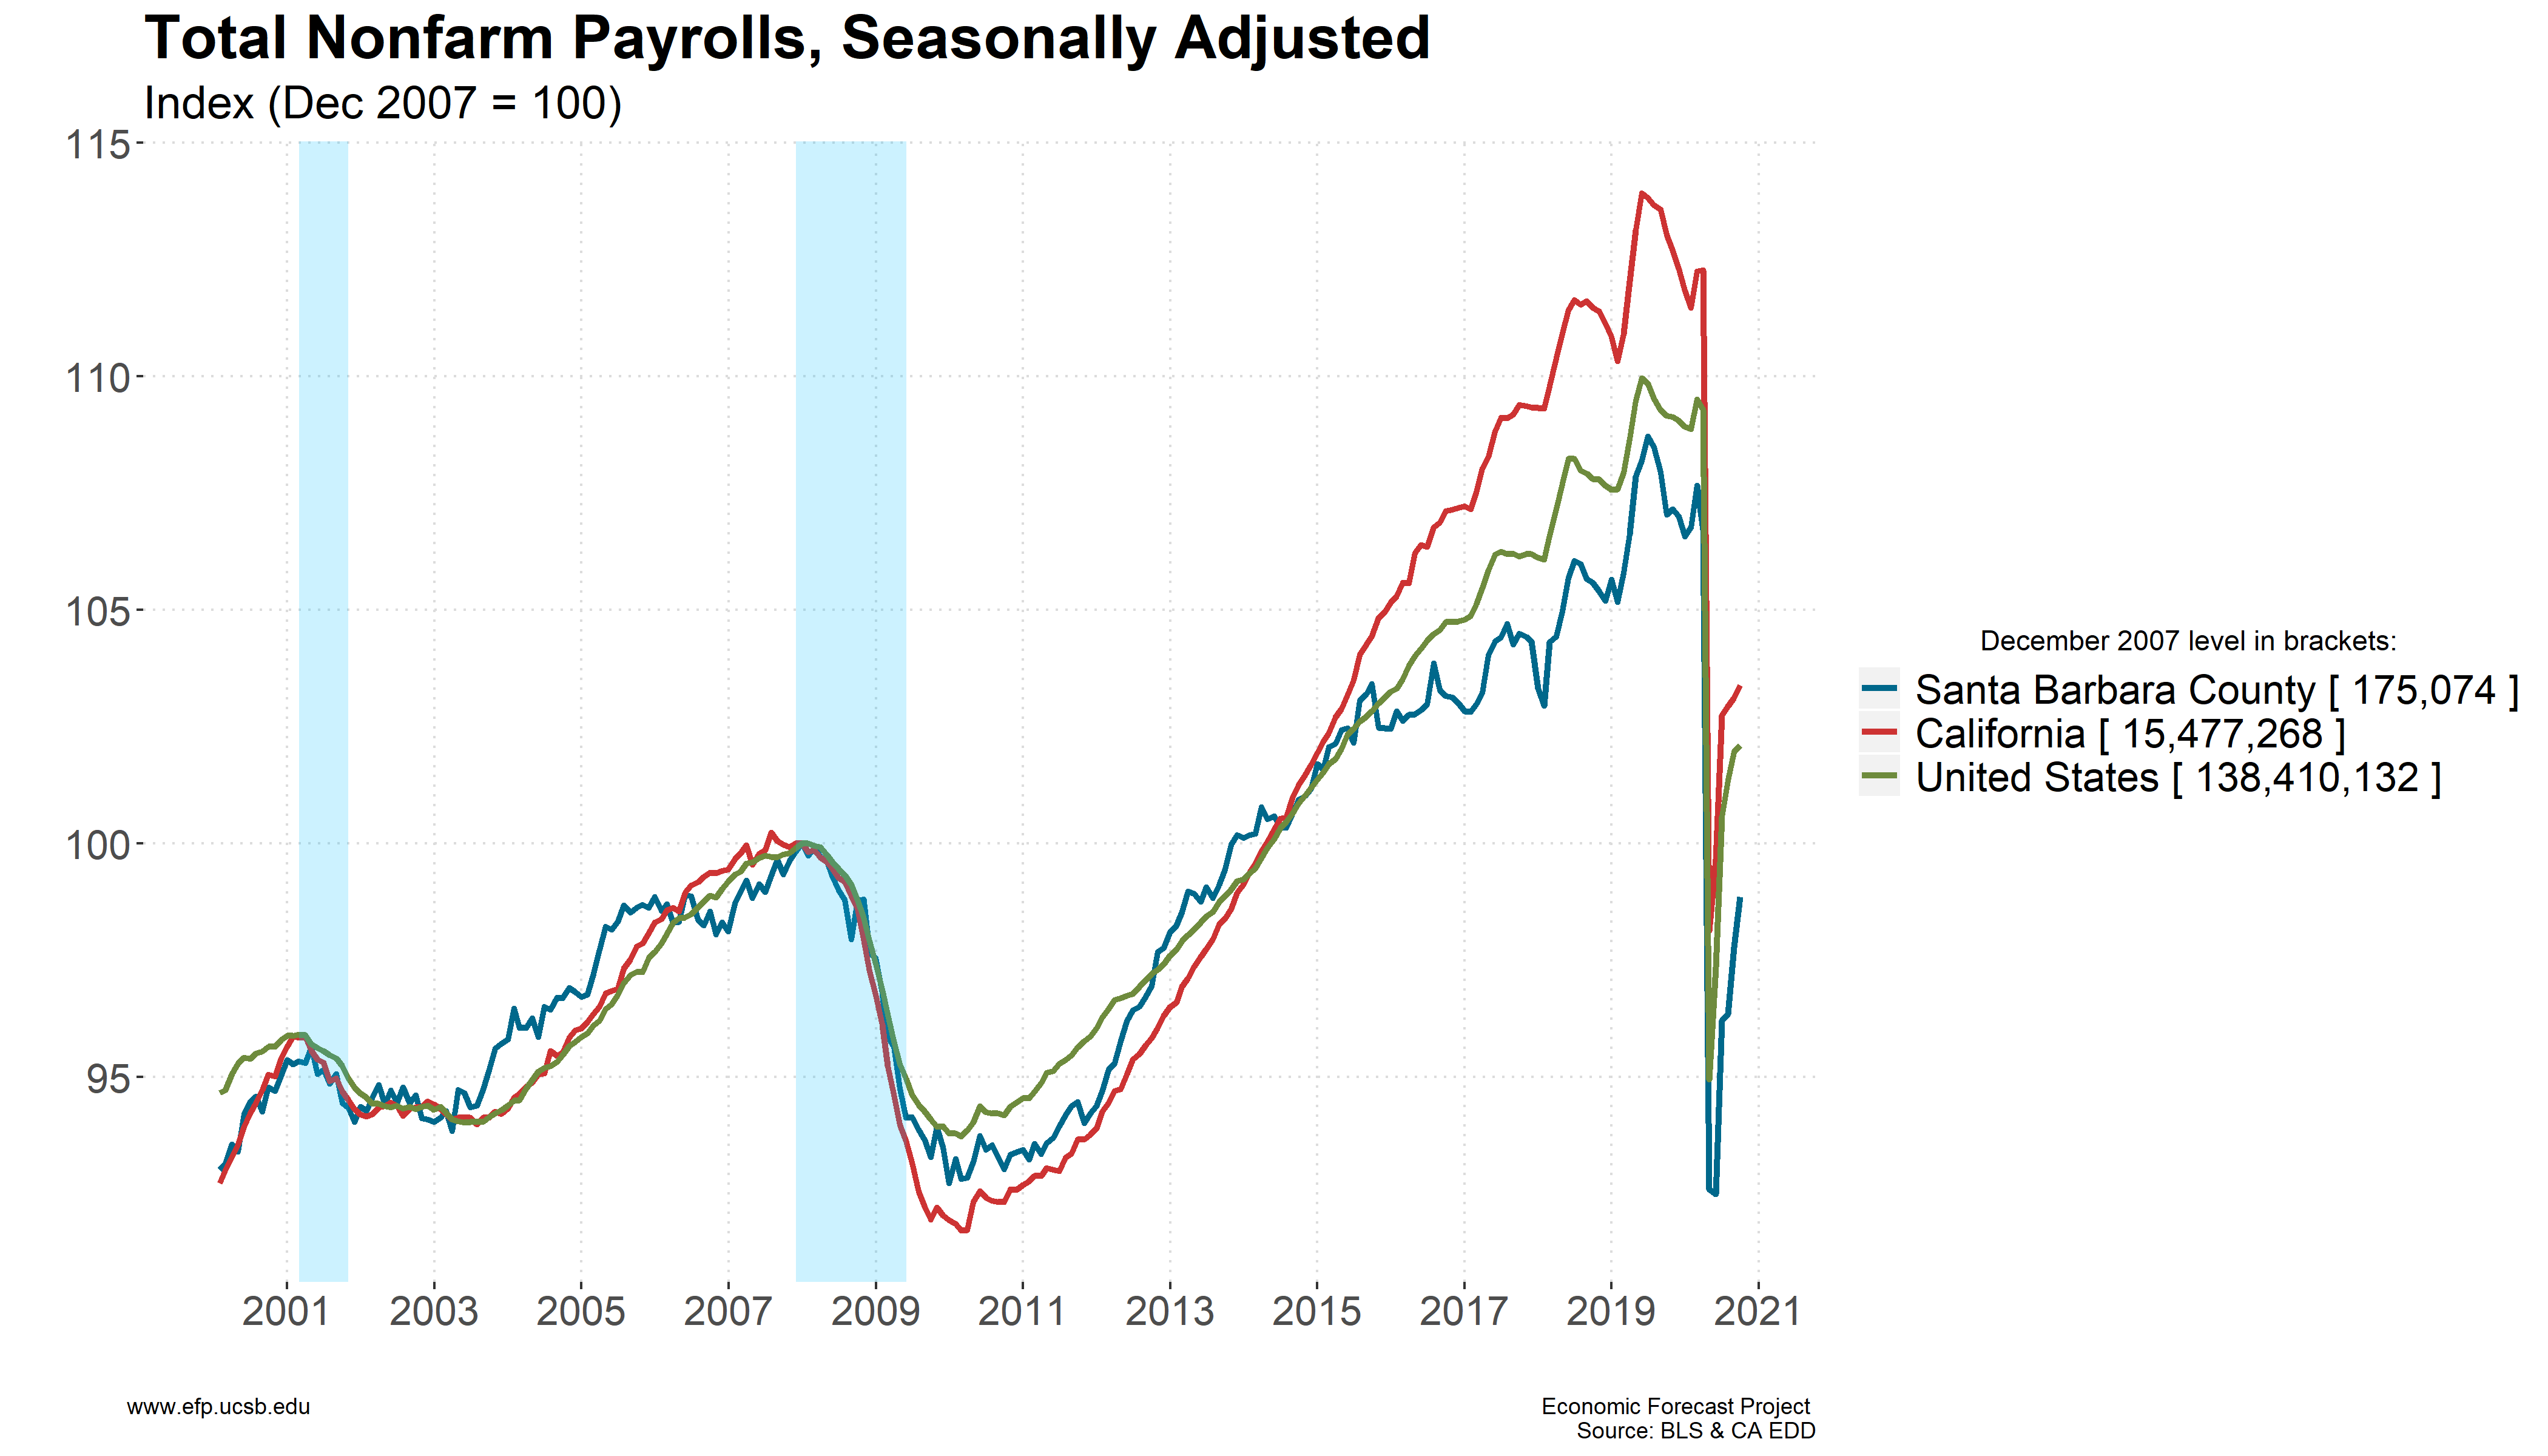 Total Nonfarm Payrolls, Seasonally Adjusted
Index (Dec 2007 = 100)
115
110
105
100
95
2001 2003 2005 2007 2009 2011 2013 2015 2017 2019 2021
December 2007 level in brackets:
Santa Barbara County [ 175,074 ]
California [ 15,477,268 ]
United States [ 138,410,132 ]
www.efp.ucsb.edu
Economic Forecast Project
Source: BLS & CA EDD